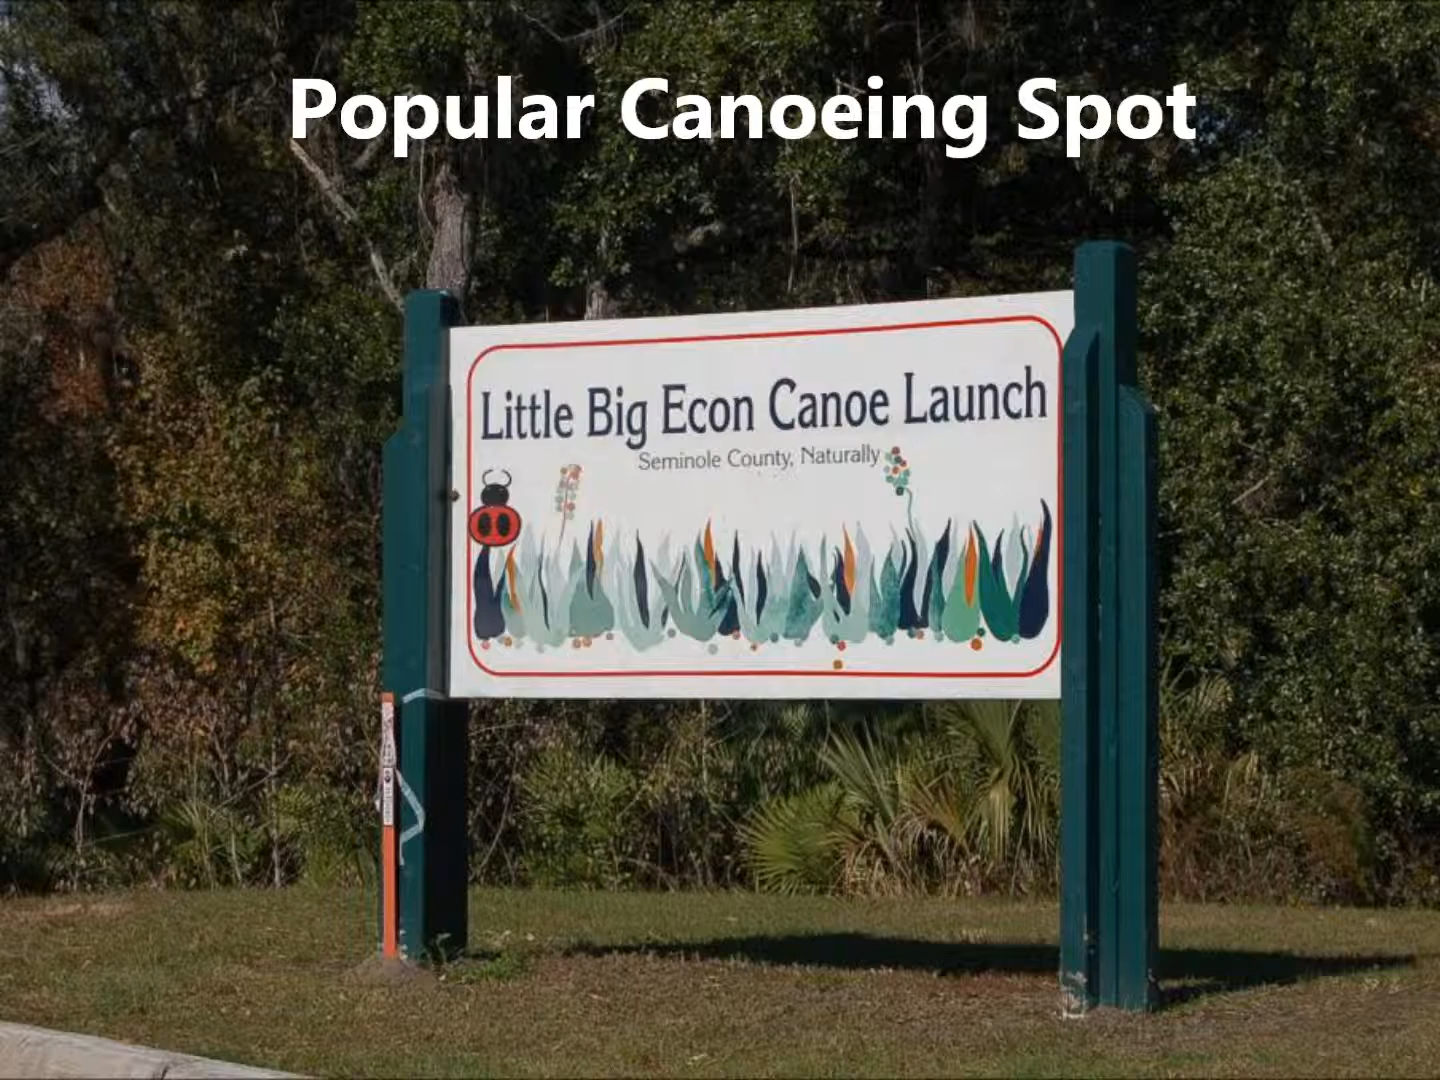 Popular Canoeing Spot
Little Big Econ Canoe Launch
Seminole County, Naturally